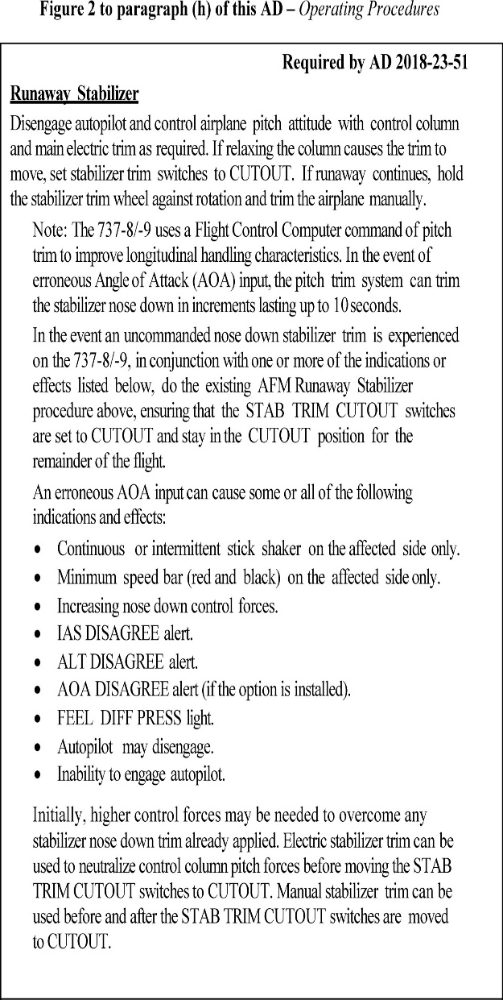 Figure 2 to paragraph (h) of this AD – Operating Procedures
Required by AD 2018-23-51
Runaway Stabilizer
Disengage autopilot and control airplane pitch attitude with control column
and main electric trim as required. If relaxing the column causes the trim to
move, set stabilizer trim switches to CUTOUT. If runaway continues, hold
the stabilizer trim wheel against rotation and trim the airplane manually.
Note: The 737-8/-9 uses a Flight Control Computer command of pitch
trim to improve longitudinal handling characteristics. In the event of
erroneous Angle of Attack (AOA) input, the pitch trim system can trim
the stabilizer nose down in increments lasting up to 10 seconds.
In the event an uncommanded nose down stabilizer trim is experienced
on the 737-8/-9, in conjunction with one or more of the indications or
effects listed below, do the existing AFM Runaway Stabilizer
procedure above, ensuring that the STAB TRIM CUTOUT switches
are set to CUTOUT and stay in the CUTOUT position for the
remainder of the flight.
An erroneous AOA input can cause some or all of the following
indications and effects:
• Continuous or intermittent stick shaker on the affected side only.
• Minimum speed bar (red and black) on the affected side only.
• Increasing nose down control forces.
• IAS DISAGREE alert.
• ALT DISAGREE alert.
• AOA DISAGREE alert (if the option is installed).
• FEEL DIFF PRESS light.
• Autopilot may disengage.
• Inability to engage autopilot.
Initially, higher control forces may be needed to overcome any
stabilizer nose down trim already applied. Electric stabilizer trim can be
used to neutralize control column pitch forces before moving the STAB
TRIM CUTOUT switches to CUTOUT. Manual stabilizer trim can be
used before and after the STAB TRIM CUTOUT switches are moved
to CUTOUT.